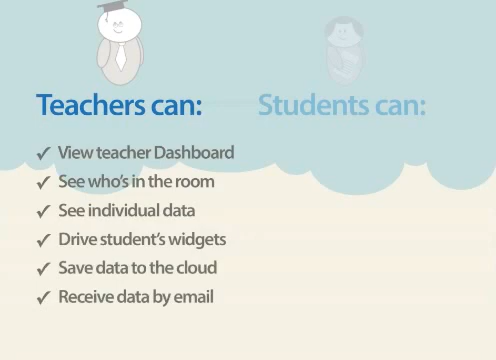 Teachers can:
Students can:
View teacher Dashboard
See who's in the room
See individual data
Drive student's widgets
Save data to the cloud
Receive data by email